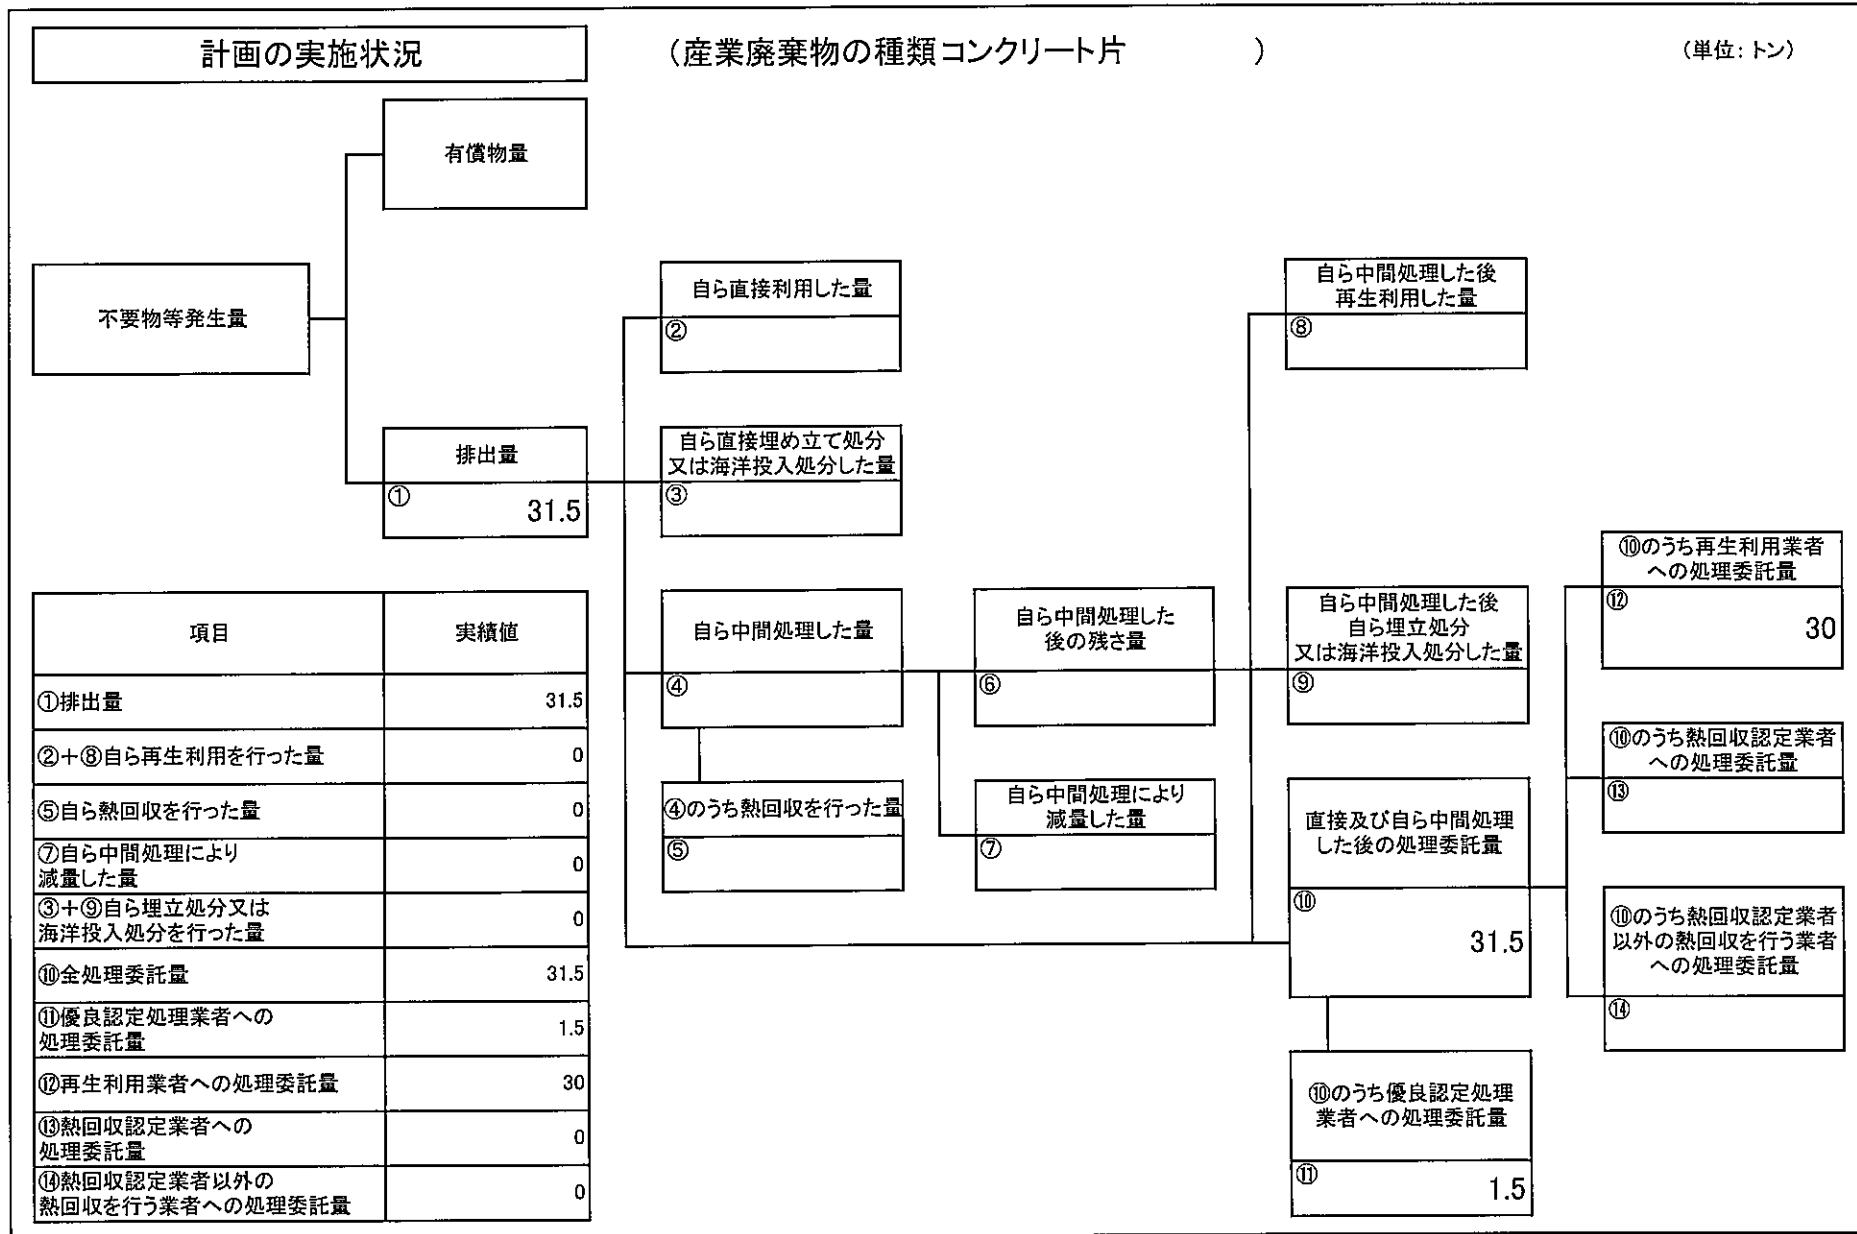 計画の実施状況
（産業廃棄物の種類コンクリート片　　　　）
（単位：トン）
有償物量
不要物等発生量
排出量
①
31.5
自ら直接利用した量
②
自ら直接埋め立て処分
又は海洋投入処分した量
③
自ら中間処理した量
④
④のうち熱回収を行った量
⑤
自ら中間処理した
後の残さ量
⑥
自ら中間処理により
減量した量
⑦
自ら中間処理した後
再生利用した量
⑧
自ら中間処理した後
自ら埋立処分
又は海洋投入処分した量
⑨
直接及び自ら中間処理
した後の処理委託量
⑩
31.5
⑩のうち優良認定処理
業者への処理委託量
⑪
1.5
⑩のうち再生利用業者
への処理委託量
⑫
30
⑩のうち熱回収認定業者
への処理委託量
⑬
⑩のうち熱回収認定業者
以外の熱回収を行う業者
への処理委託量
⑭
項目 実績値
①排出量 31.5
②＋⑧自ら再生利用を行った量 0
⑤自ら熱回収を行った量 0
⑦自ら中間処理により
減量した量 0
③＋⑨自ら埋立処分又は
海洋投入処分を行った量 0
⑩全処理委託量 31.5
⑪優良認定処理業者への
処理委託量 1.5
⑫再生利用業者への処理委託量 30
⑬熱回収認定業者への
処理委託量 0
⑭熱回収認定業者以外の
熱回収を行う業者への処理委託量 0